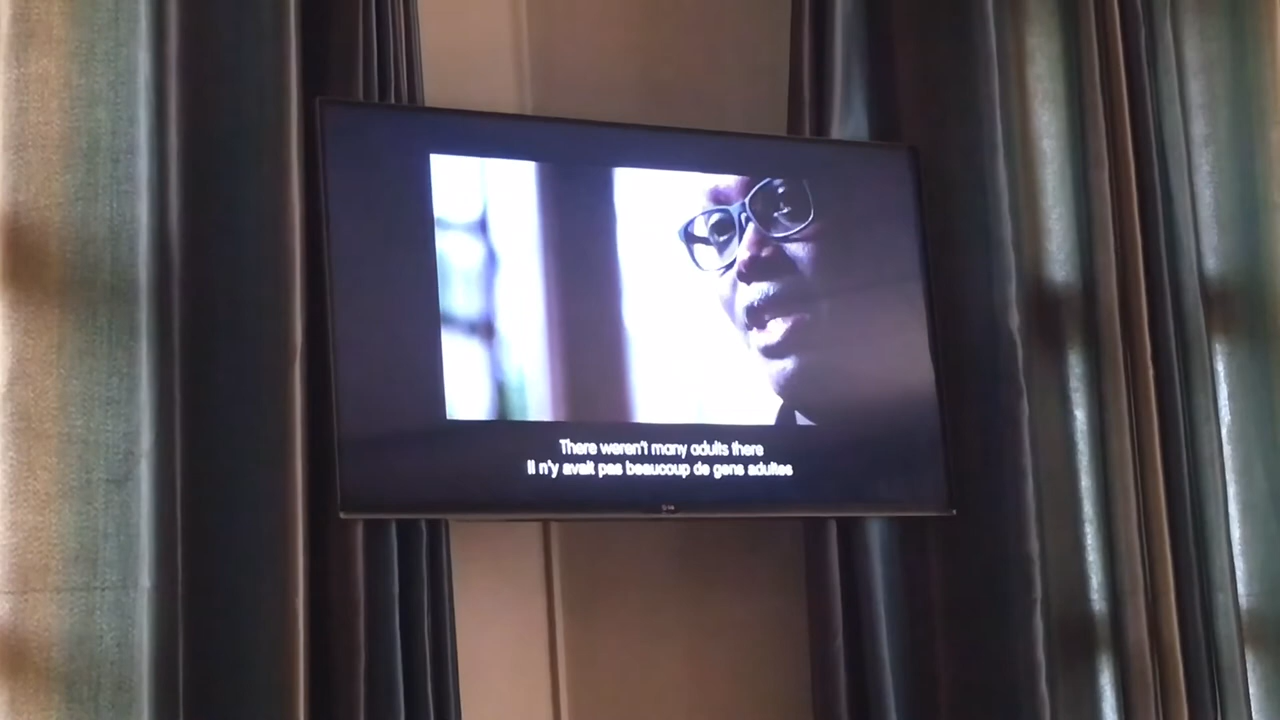 There weren't many adults there
Il n'y avait pas beaucoup de gens adultes